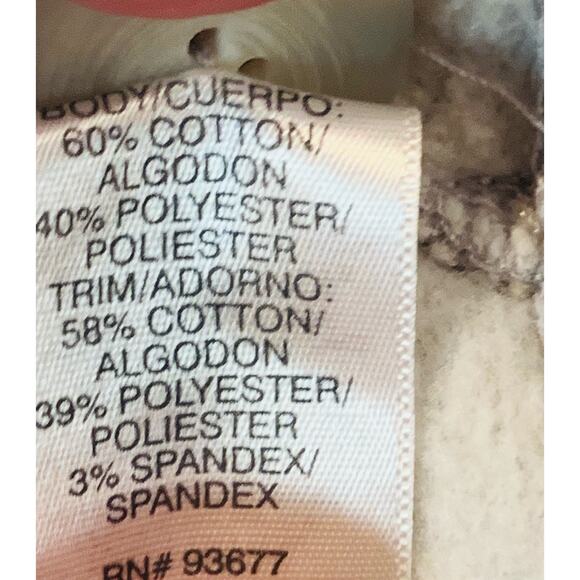 BODY/CUERPO:
60% COTTON/
ALGODON
40% POLYESTER/
POLIESTER
TRIM/ADORNO:
58% COTTON/
ALGODON
39% POLYESTER/
POLIESTER
3% SPANDEX/
SPANDEX
RN# 93677